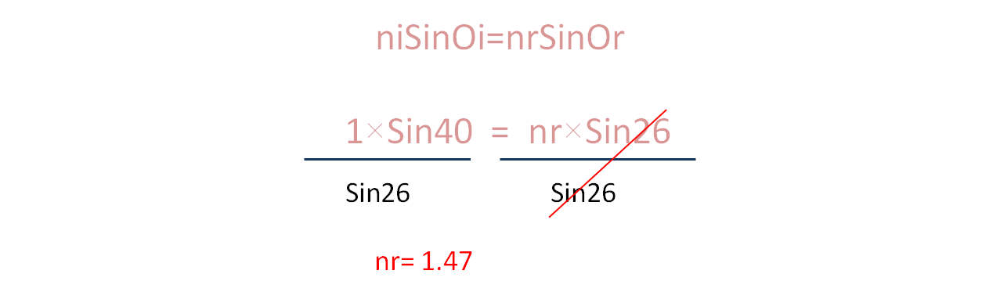 niSinOi=nrSinOr
1×Sin40 = nr×Sin26
Sin26 Sin26
nr= 1.47